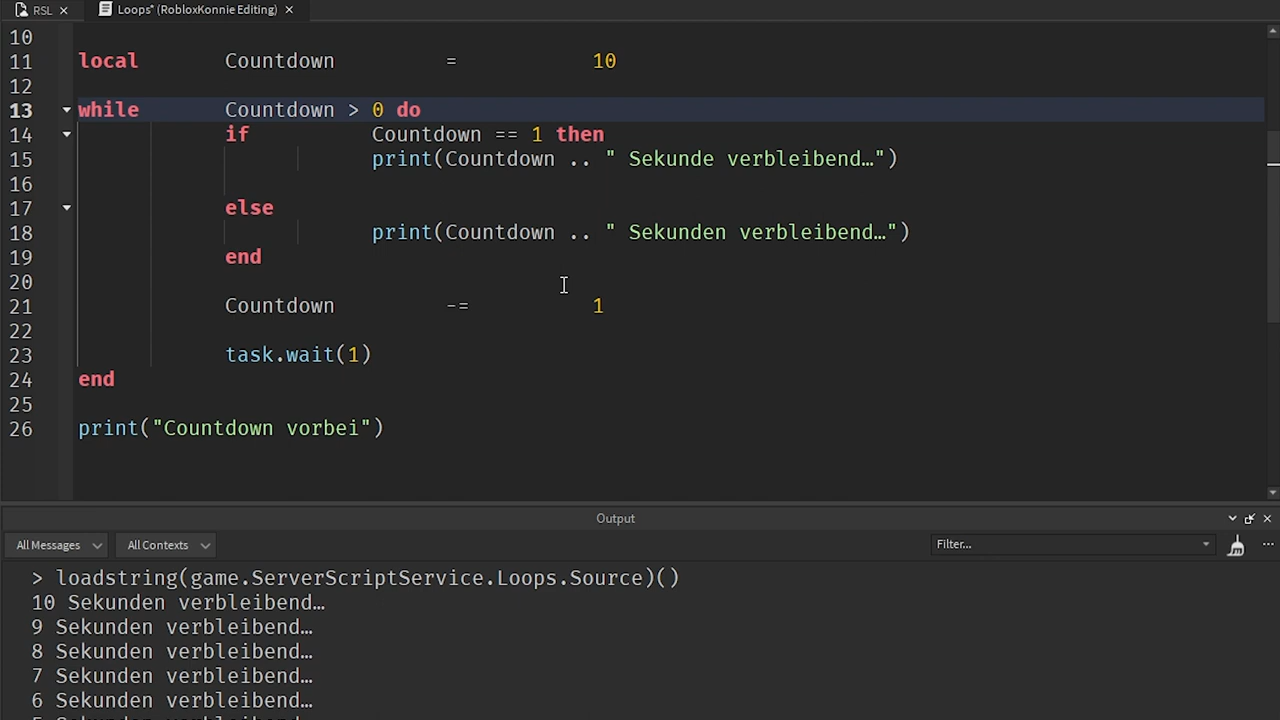 RSL Loops* (RobloxKonnie Editing)
10
11 local Countdown = 10
12
13 while Countdown > 0 do
14 if Countdown == 1 then
15 print(Countdown .. " Sekunde verbleibend…")
16
17 else
18 print(Countdown .. " Sekunden verbleibend…")
19 end
20
21 Countdown -= 1
22
23 task.wait(1)
24 end
25
26 print("Countdown vorbei")
Output
All Messages All Contexts Filter...
> loadstring(game.ServerScriptService.Loops.Source)()
10 Sekunden verbleibend…
9 Sekunden verbleibend…
8 Sekunden verbleibend…
7 Sekunden verbleibend…
6 Sekunden verbleibend…
5 Sekunden verbleibend…